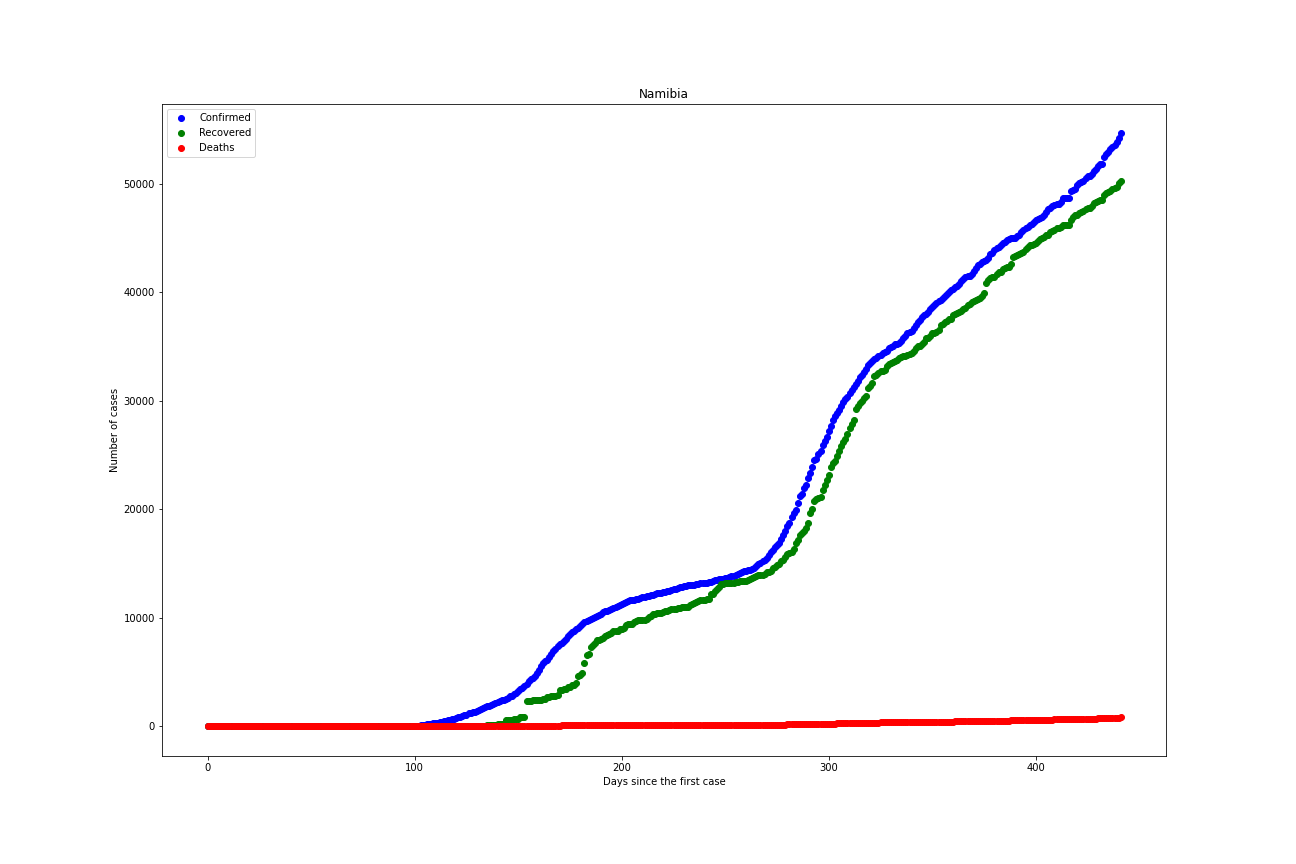 Namibia
Confirmed
Recovered
Deaths
50000
40000
30000
20000
10000
0
Number of cases
0 100 200 300 400
Days since the first case